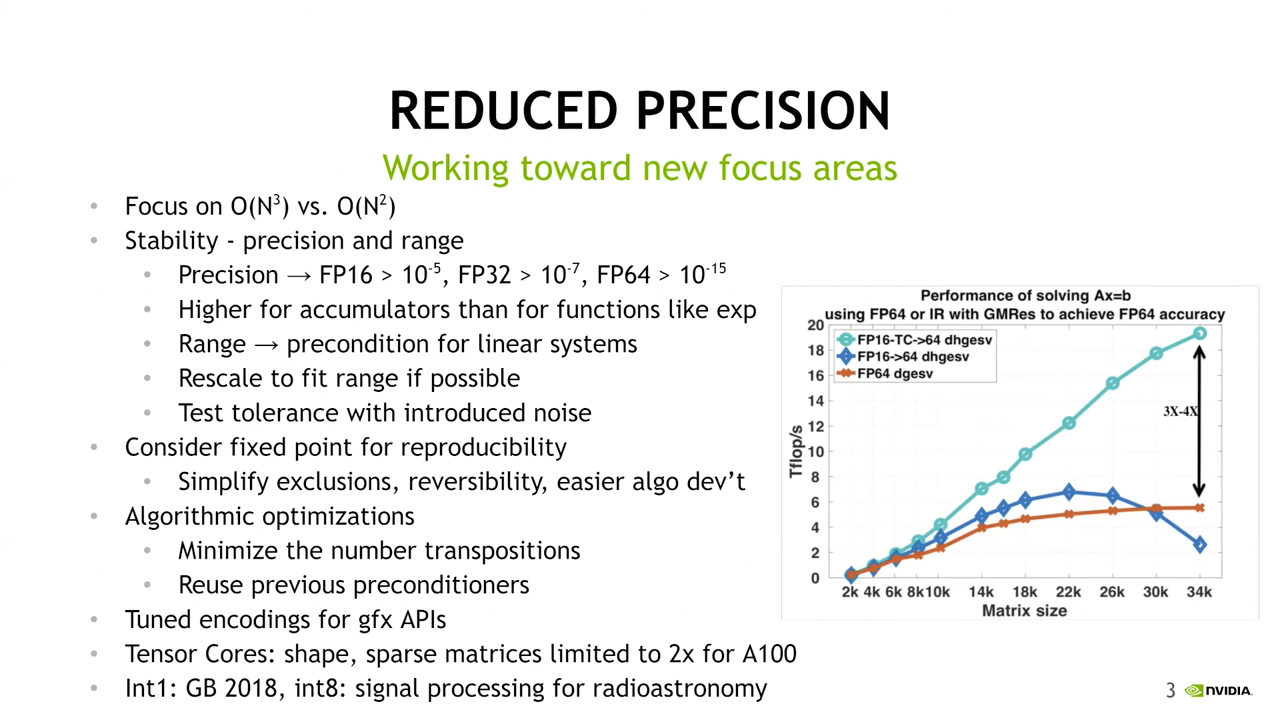 REDUCED PRECISION
Working toward new focus areas
• Focus on O(N³) vs. O(N²)
• Stability - precision and range
• Precision → FP16 > 10⁻⁵, FP32 > 10⁻⁷, FP64 > 10⁻¹⁵
• Higher for accumulators than for functions like exp
• Range → precondition for linear systems
• Rescale to fit range if possible
• Test tolerance with introduced noise
• Consider fixed point for reproducibility
• Simplify exclusions, reversibility, easier algo dev’t
• Algorithmic optimizations
• Minimize the number transpositions
• Reuse previous preconditioners
• Tuned encodings for gfx APIs
• Tensor Cores: shape, sparse matrices limited to 2x for A100
• Int1: GB 2018, int8: signal processing for radioastronomy
Performance of solving Ax=b
using FP64 or IR with GMRes to achieve FP64 accuracy
FP16-TC->64 dhgesv
FP16->64 dhgesv
FP64 dgesv
3X-4X
Tflop/s
20
18
16
14
12
10
8
6
4
2
0
2k 4k 6k 8k 10k 14k 18k 22k 26k 30k 34k
Matrix size
3 NVIDIA.